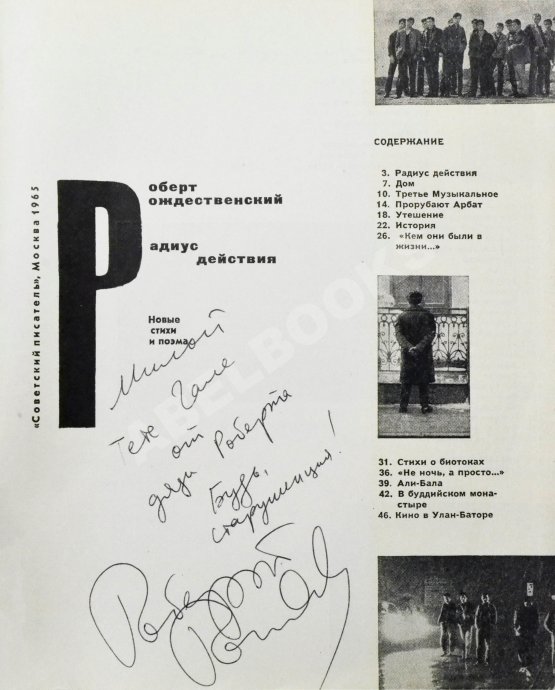 «Советский писатель», Москва 1965
Роберт
Рождественский
Радиус
действия
Новые
стихи
и поэма
Милой
тете Гале
от
дяди Роберта
Будь,
старушенция!
Роберт
СОДЕРЖАНИЕ
3. Радиус действия
7. Дом
10. Третье Музыкальное
14. Прорубают Арбат
18. Утешение
22. История
26. «Кем они были в
жизни...»
31. Стихи о биотоках
36. «Не ночь, а просто...»
39. Али-Бала
42. В буддийском мона-
стыре
46. Кино в Улан-Баторе
ABELBOOK